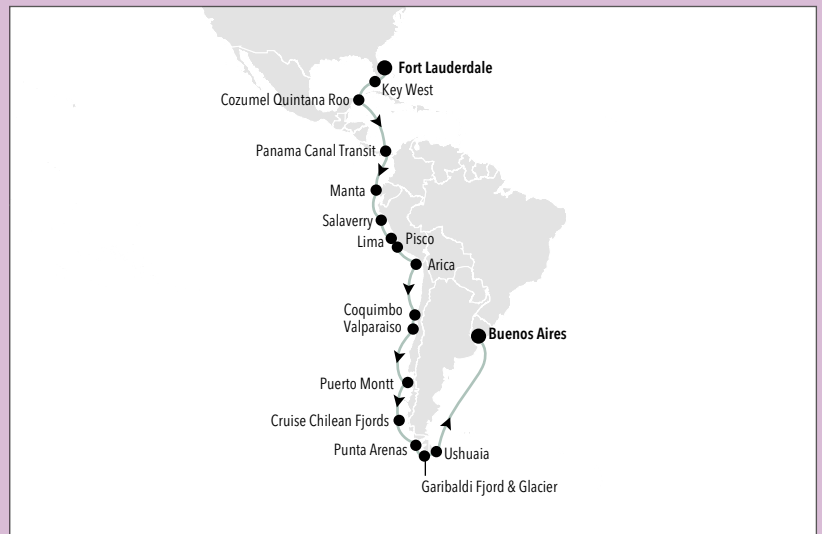 Fort Lauderdale
Key West
Cozumel Quintana Roo
Panama Canal Transit
Manta
Salaverry
Lima
Pisco
Arica
Coquimbo
Valparaiso
Buenos Aires
Puerto Montt
Cruise Chilean Fjords
Punta Arenas
Ushuaia
Garibaldi Fjord & Glacier